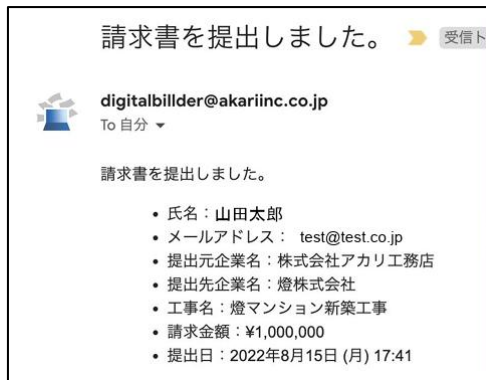 請求書を提出しました。 受信ト
digitalbillder@akariinc.co.jp
To 自分
請求書を提出しました。
• 氏名：山田太郎
• メールアドレス： test@test.co.jp
• 提出元企業名：株式会社アカリ工務店
• 提出先企業名：燈株式会社
• 工事名：燈マンション新築工事
• 請求金額：¥1,000,000
• 提出日：2022年8月15日 (月) 17:41